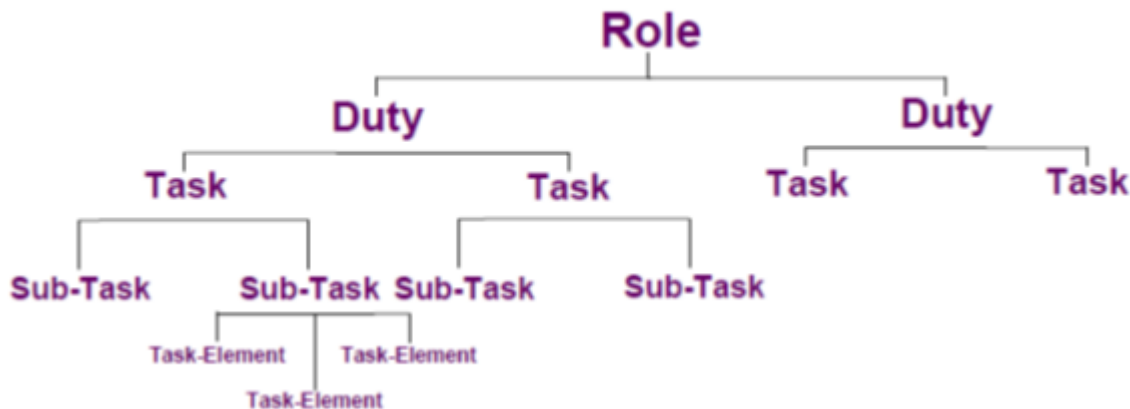 Role
Duty Duty
Task Task Task Task
Sub-Task Sub-Task Sub-Task Sub-Task
Task-Element Task-Element
Task-Element